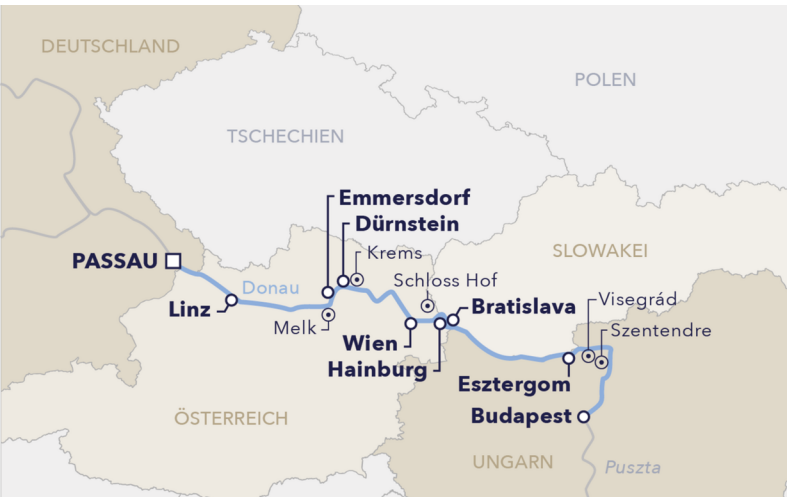 DEUTSCHLAND
POLEN
TSCHECHIEN
Emmersdorf
Dürnstein
Krems
SLOWAKEI
PASSAU
Schloss Hof
Donau
Linz
Melk
Bratislava
Visegrád
Szentendre
Wien
Hainburg
Esztergom
Budapest
ÖSTERREICH
UNGARN
Puszta